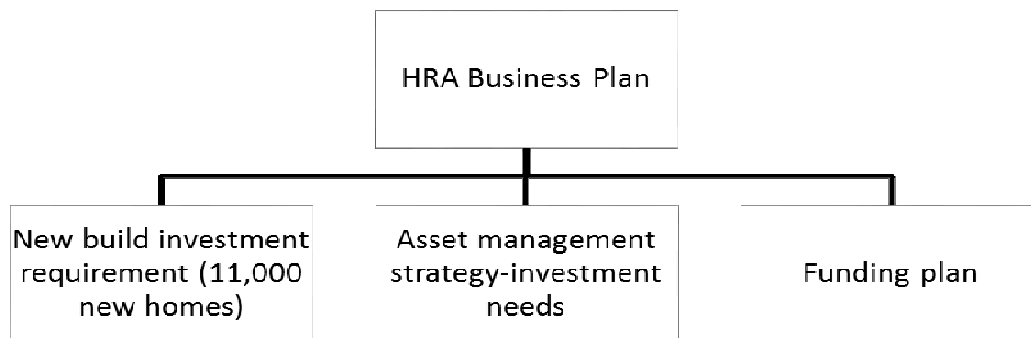 HRA Business Plan
New build investment
requirement (11,000
new homes)
Asset management
strategy-investment
needs
Funding plan